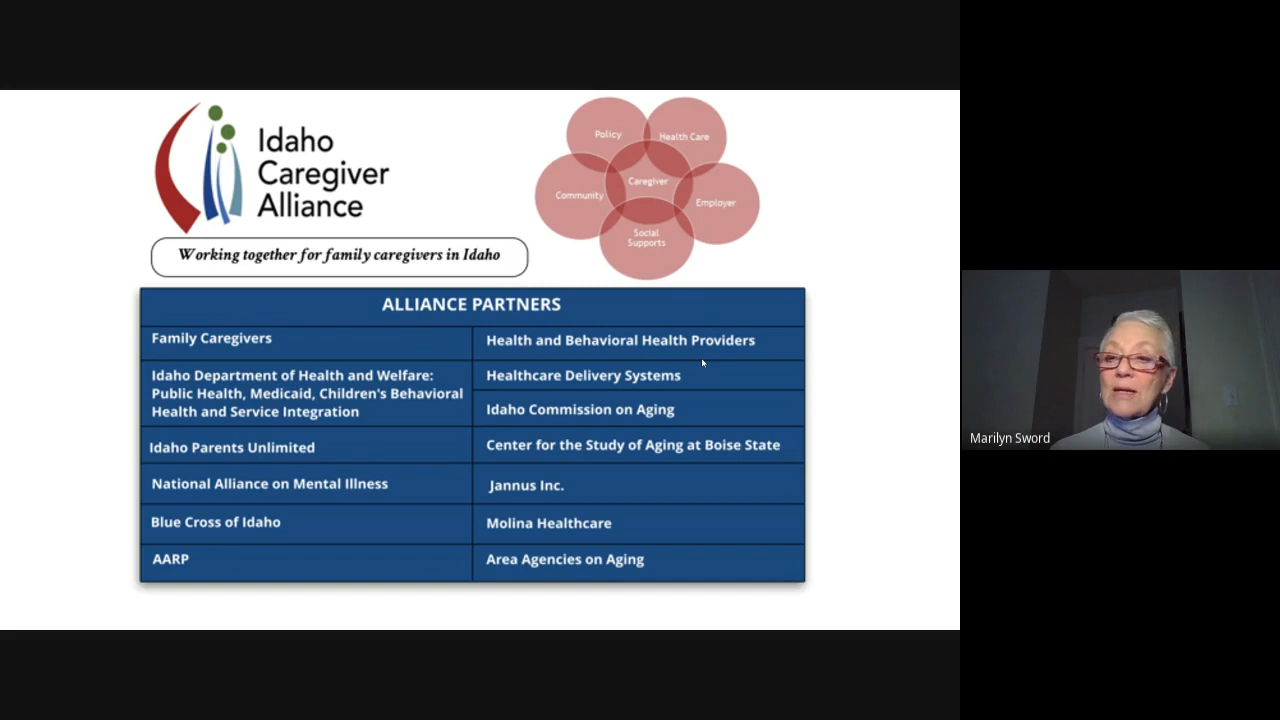 Idaho
Caregiver
Alliance
Working together for family caregivers in Idaho
Policy
Health Care
Caregiver
Community
Employer
Social
Supports
ALLIANCE PARTNERS
Family Caregivers
Health and Behavioral Health Providers
Idaho Department of Health and Welfare:
Public Health, Medicaid, Children's Behavioral
Health and Service Integration
Healthcare Delivery Systems
Idaho Commission on Aging
Idaho Parents Unlimited
Center for the Study of Aging at Boise State
National Alliance on Mental Illness
Jannus Inc.
Blue Cross of Idaho
Molina Healthcare
AARP
Area Agencies on Aging
Marilyn Sword